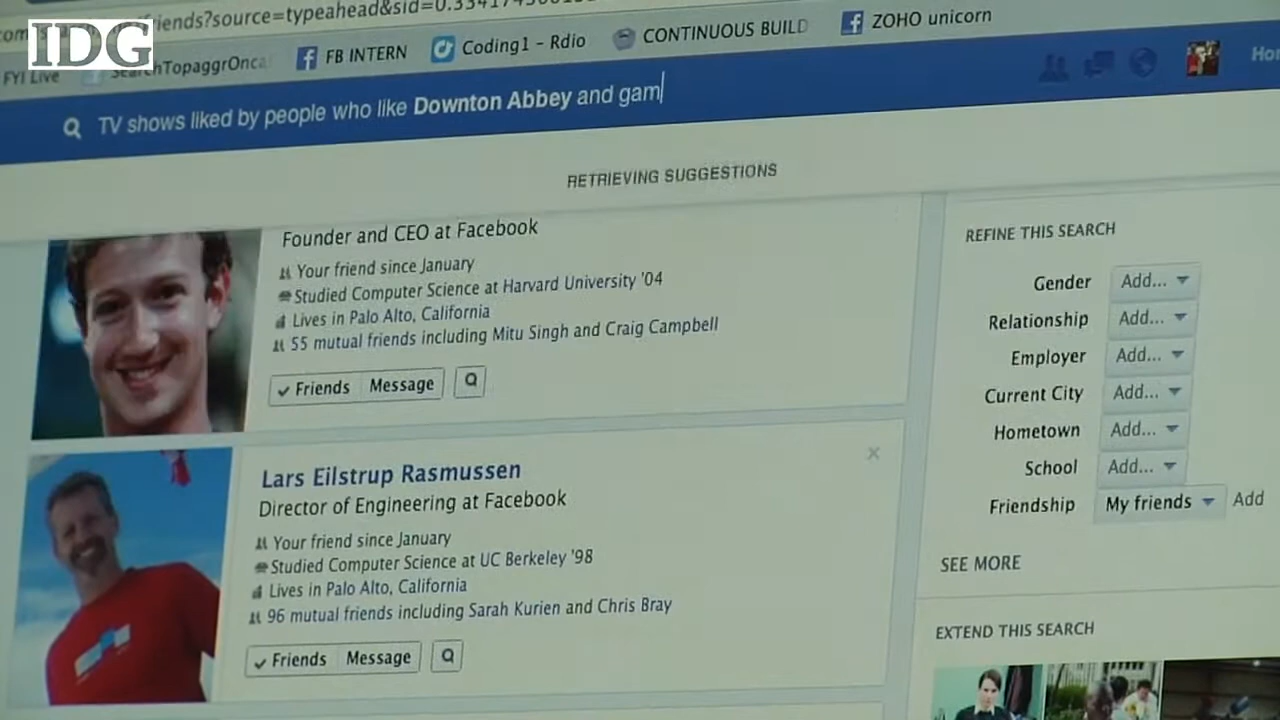 IDG
FYI Live
FB INTERN
Coding1 - Rdio
CONTINUOUS BUILD
ZOHO unicorn
TV shows liked by people who like Downton Abbey and gam
RETRIEVING SUGGESTIONS
Founder and CEO at Facebook
Your friend since January
Studied Computer Science at Harvard University '04
Lives in Palo Alto, California
55 mutual friends including Mitu Singh and Craig Campbell
Friends Message
Lars Eilstrup Rasmussen
Director of Engineering at Facebook
Your friend since January
Studied Computer Science at UC Berkeley '98
Lives in Palo Alto, California
96 mutual friends including Sarah Kurien and Chris Bray
Friends Message
REFINE THIS SEARCH
Gender Add...
Relationship Add...
Employer Add...
Current City Add...
Hometown Add...
School Add...
Friendship My friends Add
SEE MORE
EXTEND THIS SEARCH